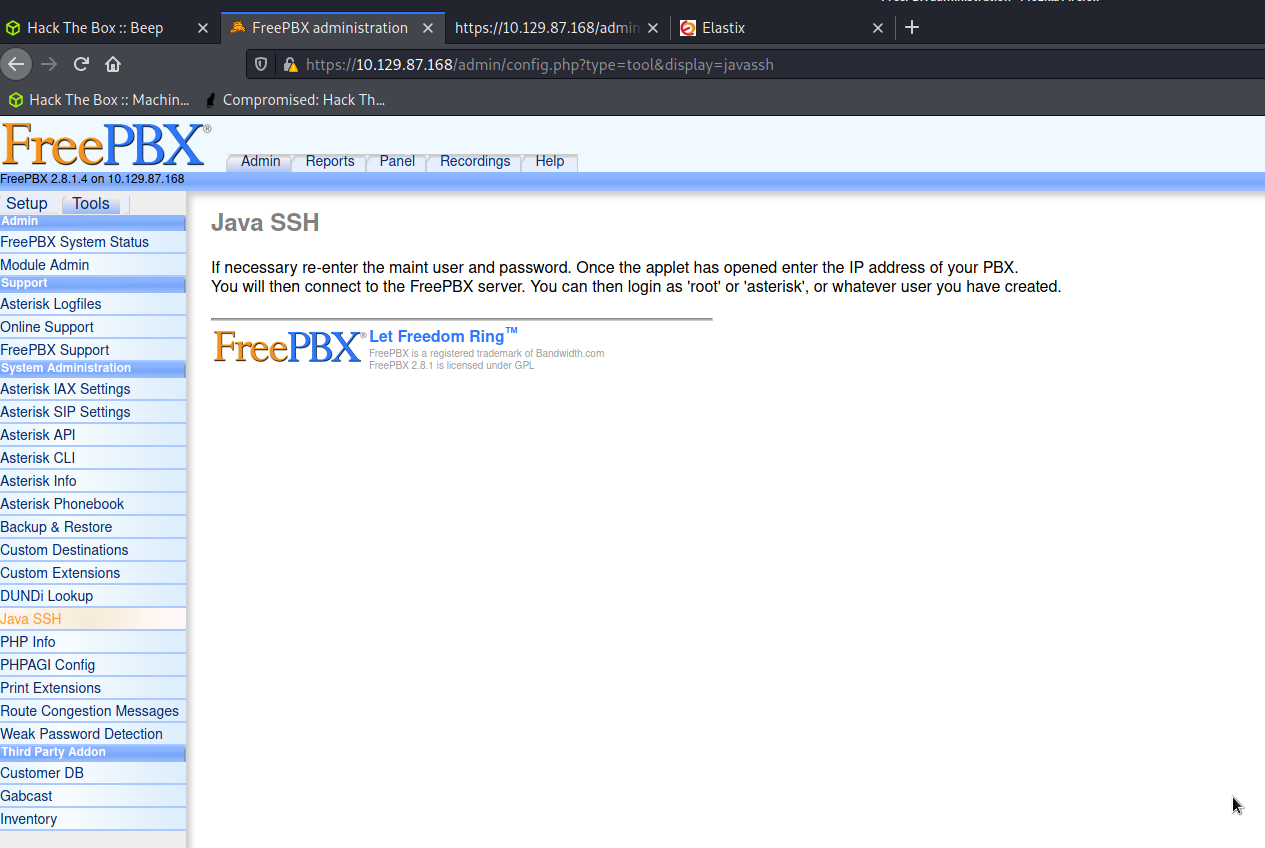 Hack The Box :: Beep
FreePBX administration
https://10.129.87.168/admin
Elastix
https://10.129.87.168/admin/config.php?type=tool&display=javassh
Hack The Box :: Machin...
Compromised: Hack Th...
FreePBX®
Admin
Reports
Panel
Recordings
Help
FreePBX 2.8.1.4 on 10.129.87.168
Setup
Tools
Admin
FreePBX System Status
Module Admin
Support
Asterisk Logfiles
Online Support
FreePBX Support
System Administration
Asterisk IAX Settings
Asterisk SIP Settings
Asterisk API
Asterisk CLI
Asterisk Info
Asterisk Phonebook
Backup & Restore
Custom Destinations
Custom Extensions
DUNDi Lookup
Java SSH
PHP Info
PHPAGI Config
Print Extensions
Route Congestion Messages
Weak Password Detection
Third Party Addon
Customer DB
Gabcast
Inventory
Java SSH
If necessary re-enter the maint user and password. Once the applet has opened enter the IP address of your PBX.
You will then connect to the FreePBX server. You can then login as 'root' or 'asterisk', or whatever user you have created.
FreePBX®
Let Freedom Ring™
FreePBX is a registered trademark of Bandwidth.com
FreePBX 2.8.1 is licensed under GPL